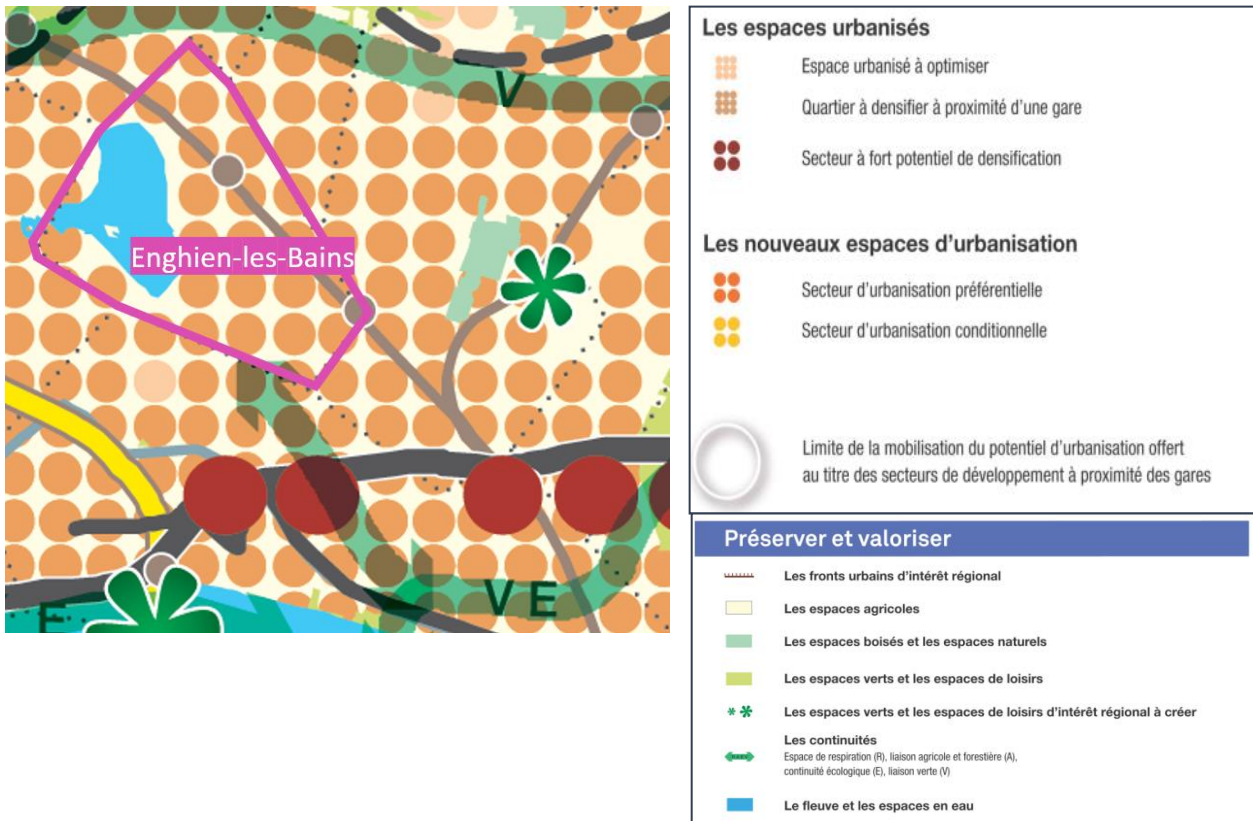 V
Enghien-les-Bains
V E
E
Les espaces urbanisés
Espace urbanisé à optimiser
Quartier à densifier à proximité d'une gare
Secteur à fort potentiel de densification
Les nouveaux espaces d'urbanisation
Secteur d'urbanisation préférentielle
Secteur d'urbanisation conditionnelle
Limite de la mobilisation du potentiel d'urbanisation offert
au titre des secteurs de développement à proximité des gares
Préserver et valoriser
Les fronts urbains d'intérêt régional
Les espaces agricoles
Les espaces boisés et les espaces naturels
Les espaces verts et les espaces de loisirs
Les espaces verts et les espaces de loisirs d'intérêt régional à créer
Les continuités
Espace de respiration (R), liaison agricole et forestière (A),
continuité écologique (E), liaison verte (V)
Le fleuve et les espaces en eau